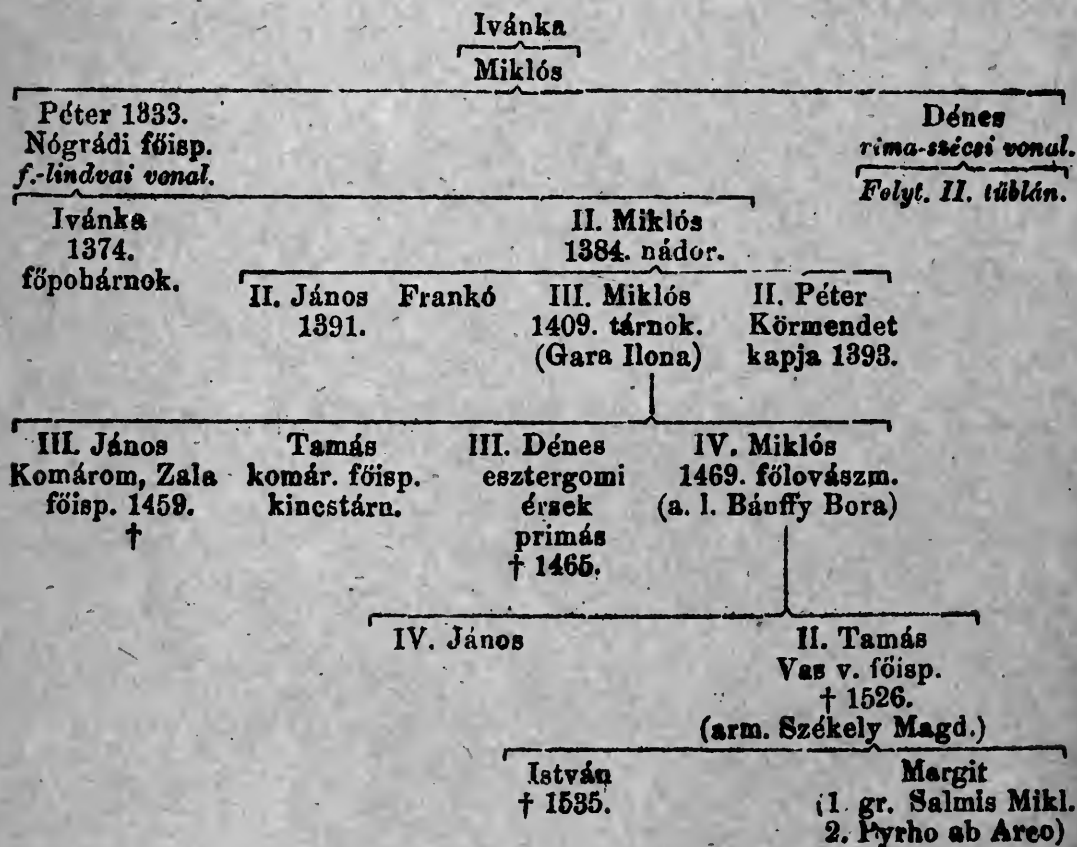 Ivánka
Miklós
Péter 1833.
Nógrádi főisp.
f.-lindvai vonal.
Dénes
rima-szécsi vonal.
Folyt. II. táblán.
Ivánka
1374.
főpohárnok.
II. Miklós
1384. nádor.
II. János
1391.
Frankó
III. Miklós
1409. tárnok.
(Gara Ilona)
II. Péter
Körmendet
kapja 1393.
III. János
Komárom, Zala
főisp. 1459.
†
Tamás
komár. főisp.
kincstárn.
III. Dénes
esztergomi
érsek
primás
† 1465.
IV. Miklós
1469. főlovászm.
(a. l. Bánffy Bora)
IV. János
II. Tamás
Vas v. főisp.
† 1526.
(arm. Székely Magd.)
István
† 1535.
Margit
(1 gr. Salmis Mikl.
2. Pyrho ab Arco)